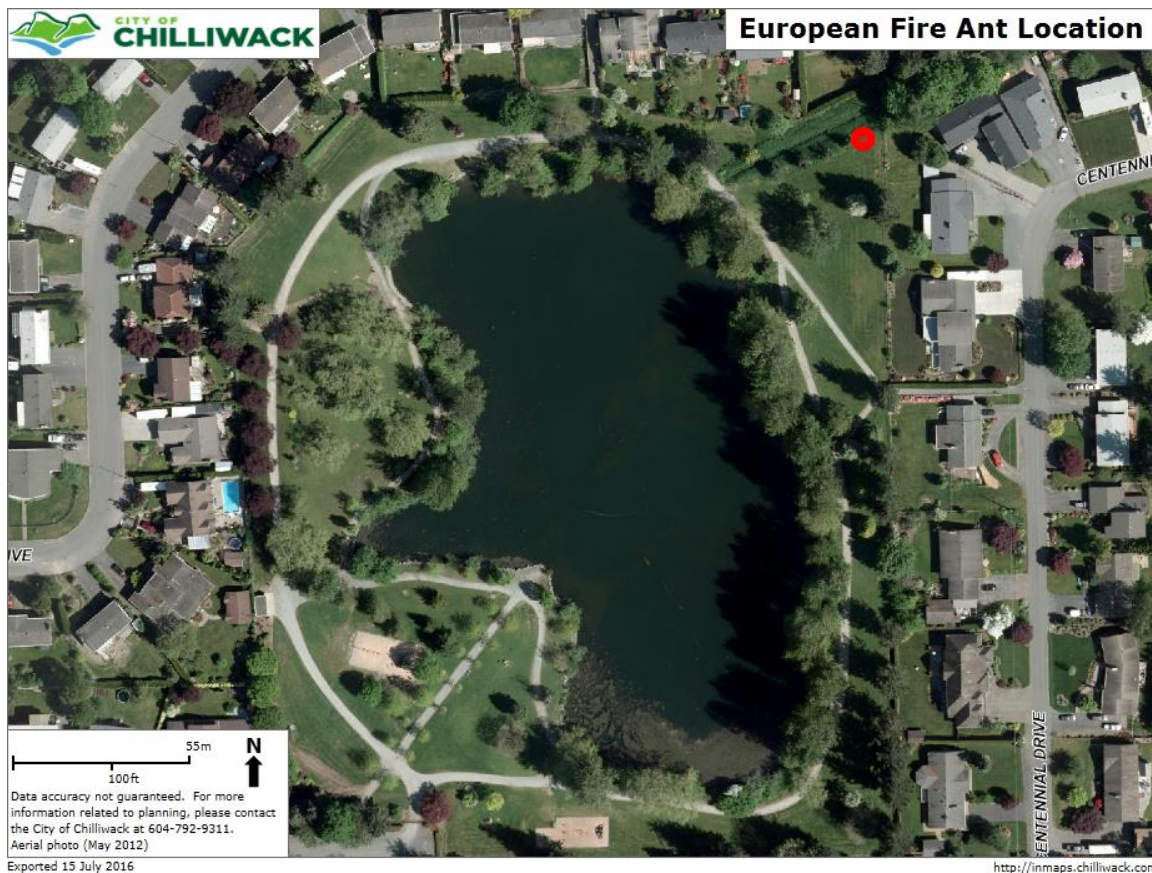 CITY OF
CHILLIWACK
European Fire Ant Location
CENTENNI
IVE
CENTENNIAL DRIVE
55m
N
100ft
Data accuracy not guaranteed. For more
information related to planning, please contact
the City of Chilliwack at 604-792-9311.
Aerial photo (May 2012)
Exported 15 July 2016
http://inmaps.chilliwack.com